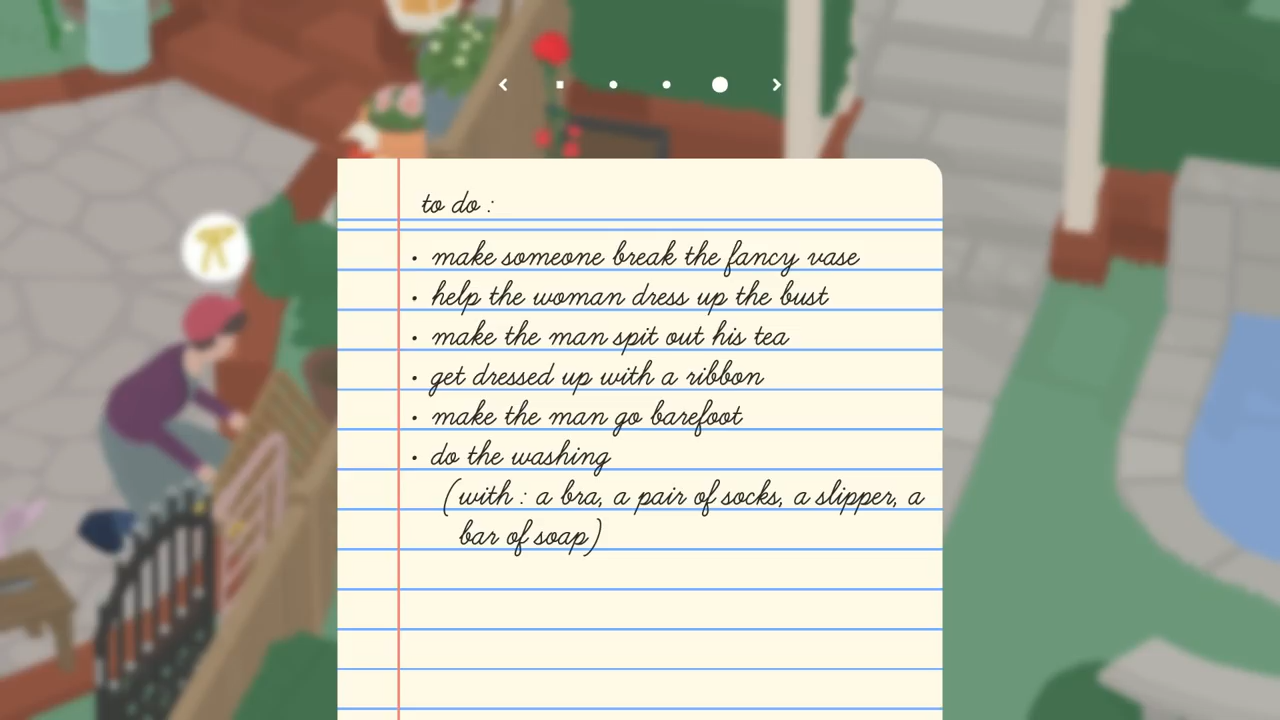 to do :
• make someone break the fancy vase
• help the woman dress up the bust
• make the man spit out his tea
• get dressed up with a ribbon
• make the man go barefoot
• do the washing
(with : a bra, a pair of socks, a slipper, a
bar of soap)